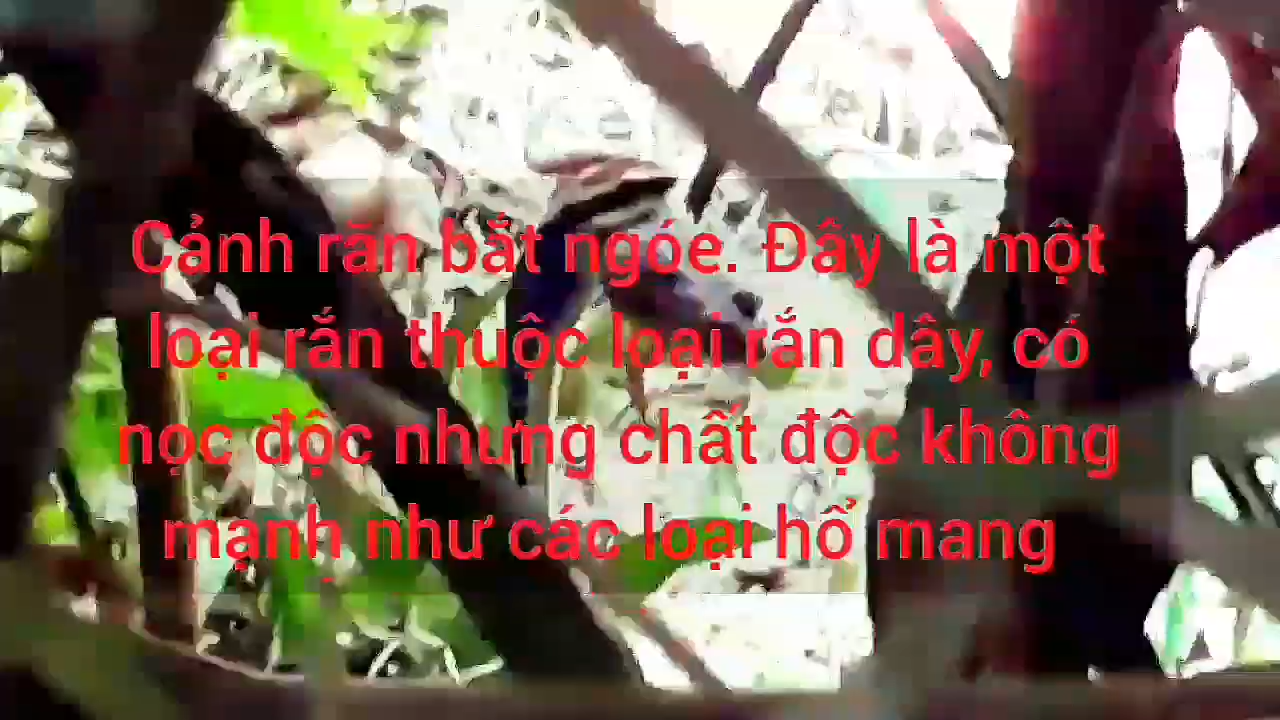 Cảnh rắn bắt ngóe. Đây là một
loại rắn thuộc loại rắn dây, có
nọc độc nhưng chất độc không
mạnh như các loại hổ mang